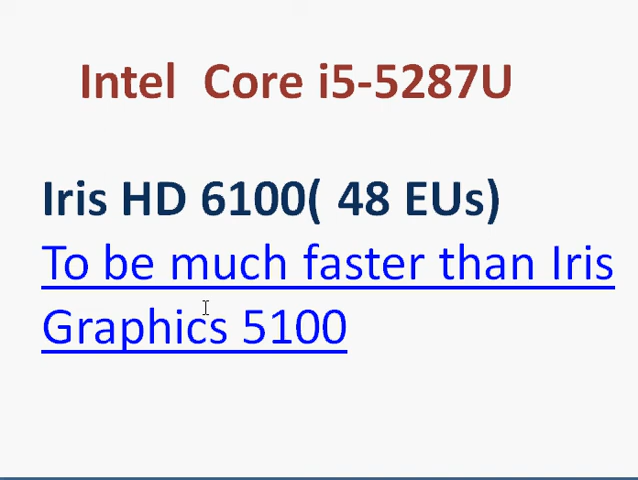 Intel  Core i5-5287U
Iris HD 6100( 48 EUs)
To be much faster than Iris
Graphics 5100